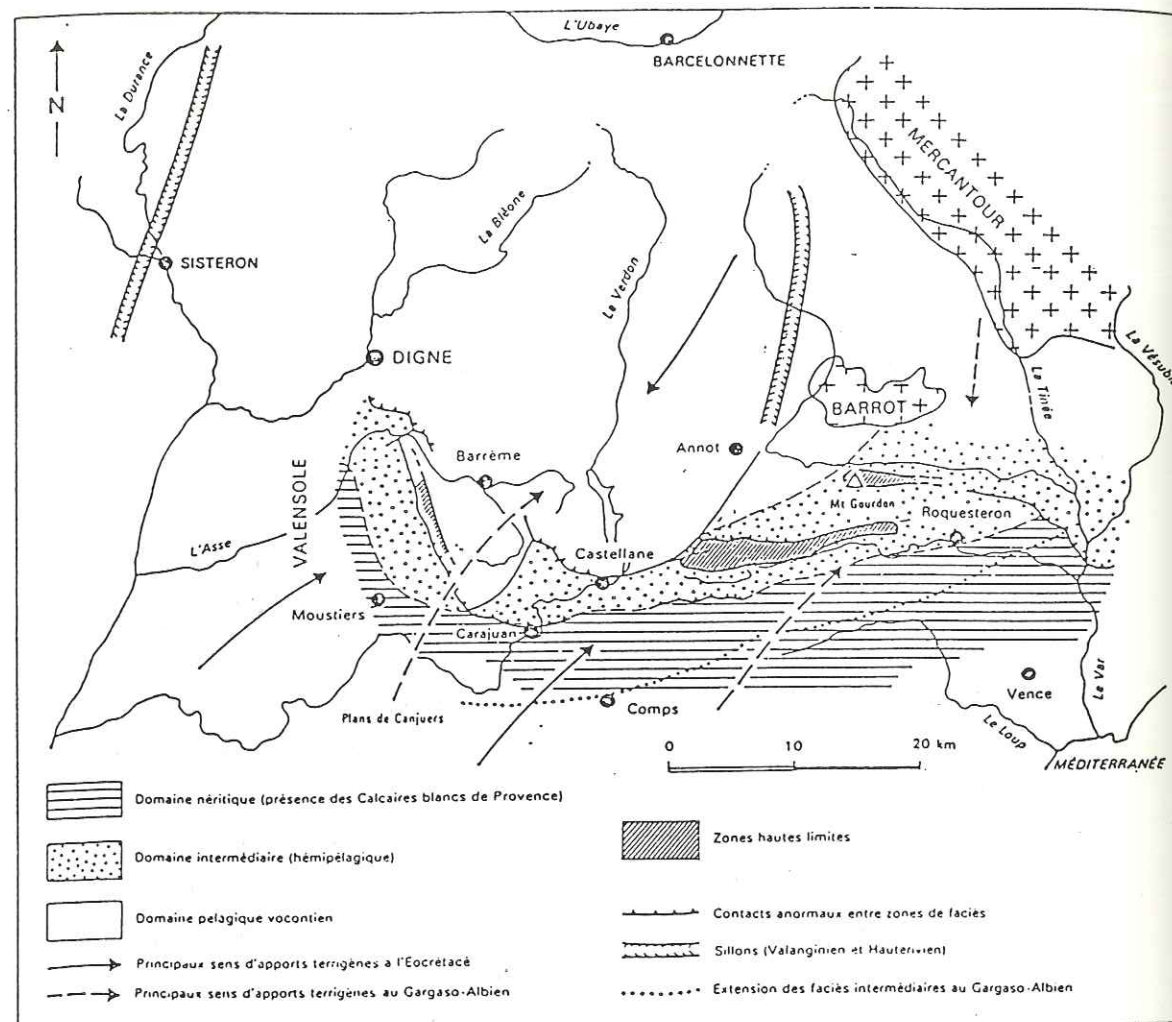 L'Ubaye
BARCELONNETTE
N
La Durance
MERCANTOUR
La Bléone
SISTERON
Le Verdon
La Vésubie
DIGNE
La Tinée
BARROT
Annot
Barrème
VALENSOLE
Mt Gourdan
Roquesteron
L'Asse
Castellane
Moustiers
Carajuan
Vence
Le Var
Plans de Canjuers
Comps
Le Loup
0 10 20 km
MÉDITERRANÉE
Domaine néritique (présence des Calcaires blancs de Provence)
Domaine intermédiaire (hémipélagique)
Domaine pelagique vocontien
Principaux sens d'apports terrigènes a l'Eocrétacé
Principaux sens d'apports terrigènes au Gargaso-Albien
Zones hautes limites
Contacts anormaux entre zones de faciès
Sillons (Valanginien et Hauterivien)
Extension des faciès intermédiaires au Gargaso-Albien